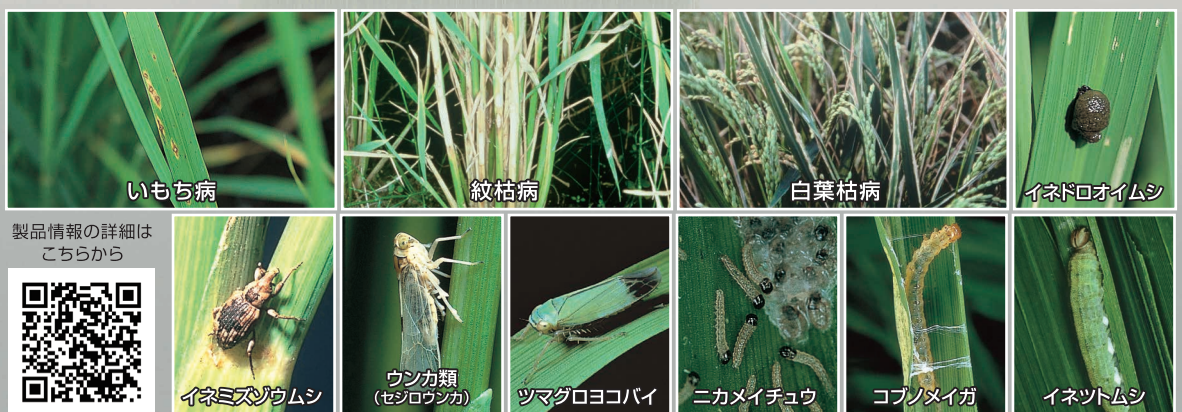 いもち病
紋枯病
白葉枯病
イネドロオイムシ
製品情報の詳細は
こちらから
イネミズゾウムシ
ウンカ類
(セジロウンカ)
ツマグロヨコバイ
ニカメイチュウ
コブノメイガ
イネツトムシ